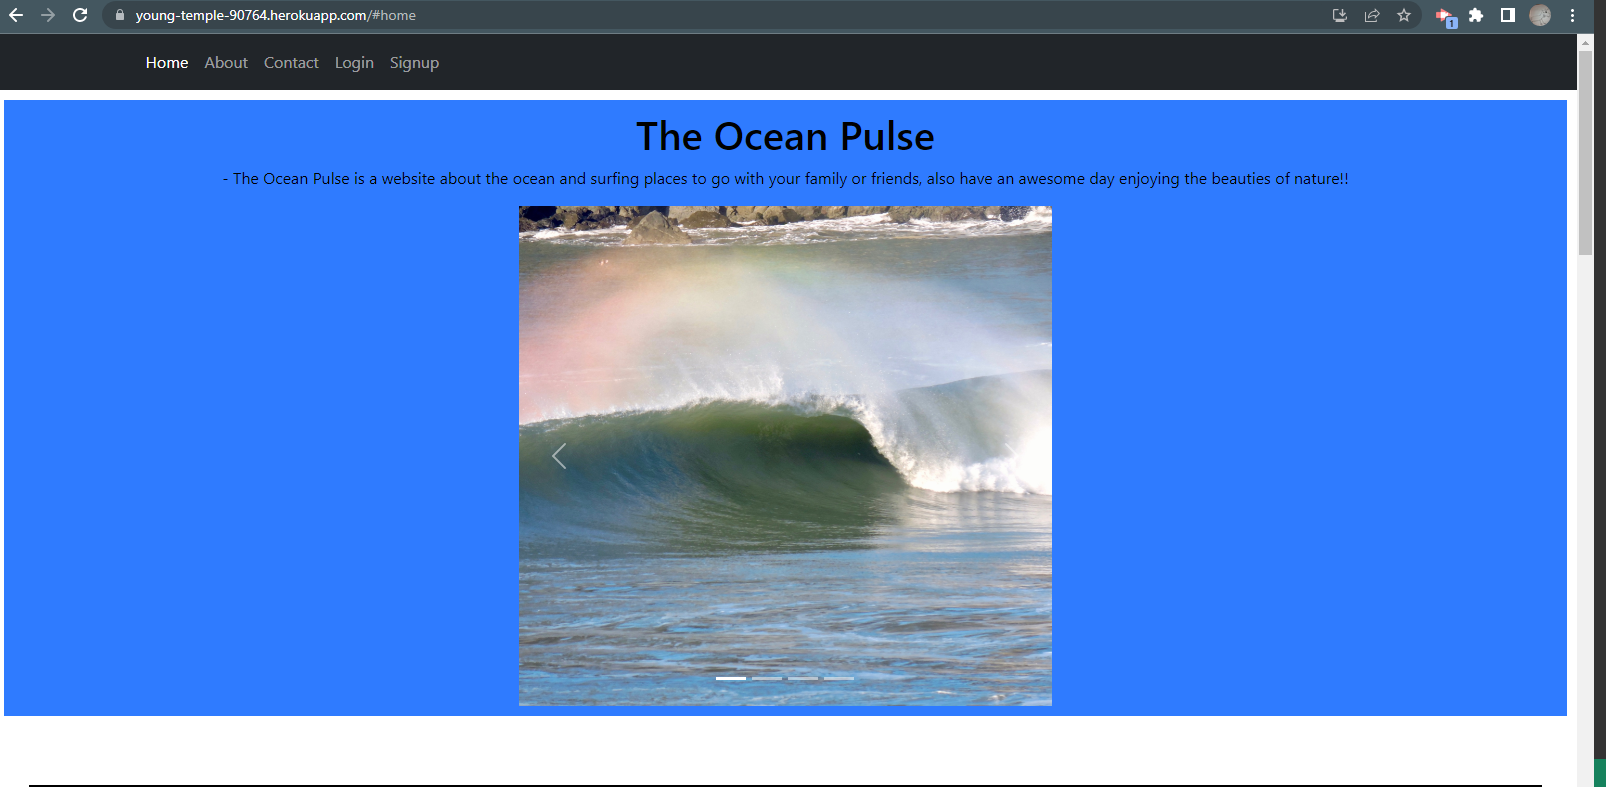 young-temple-90764.herokuapp.com/#home
1
Home About Contact Login Signup
The Ocean Pulse
- The Ocean Pulse is a website about the ocean and surfing places to go with your family or friends, also have an awesome day enjoying the beauties of nature!!